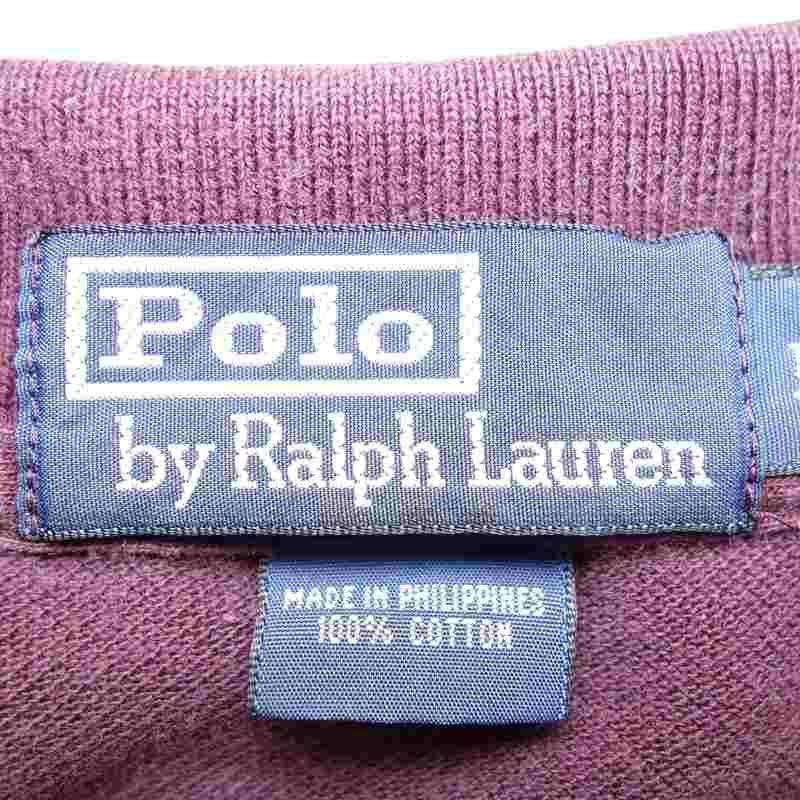 Polo
by Ralph Lauren
MADE IN PHILIPPINES
100% COTTON